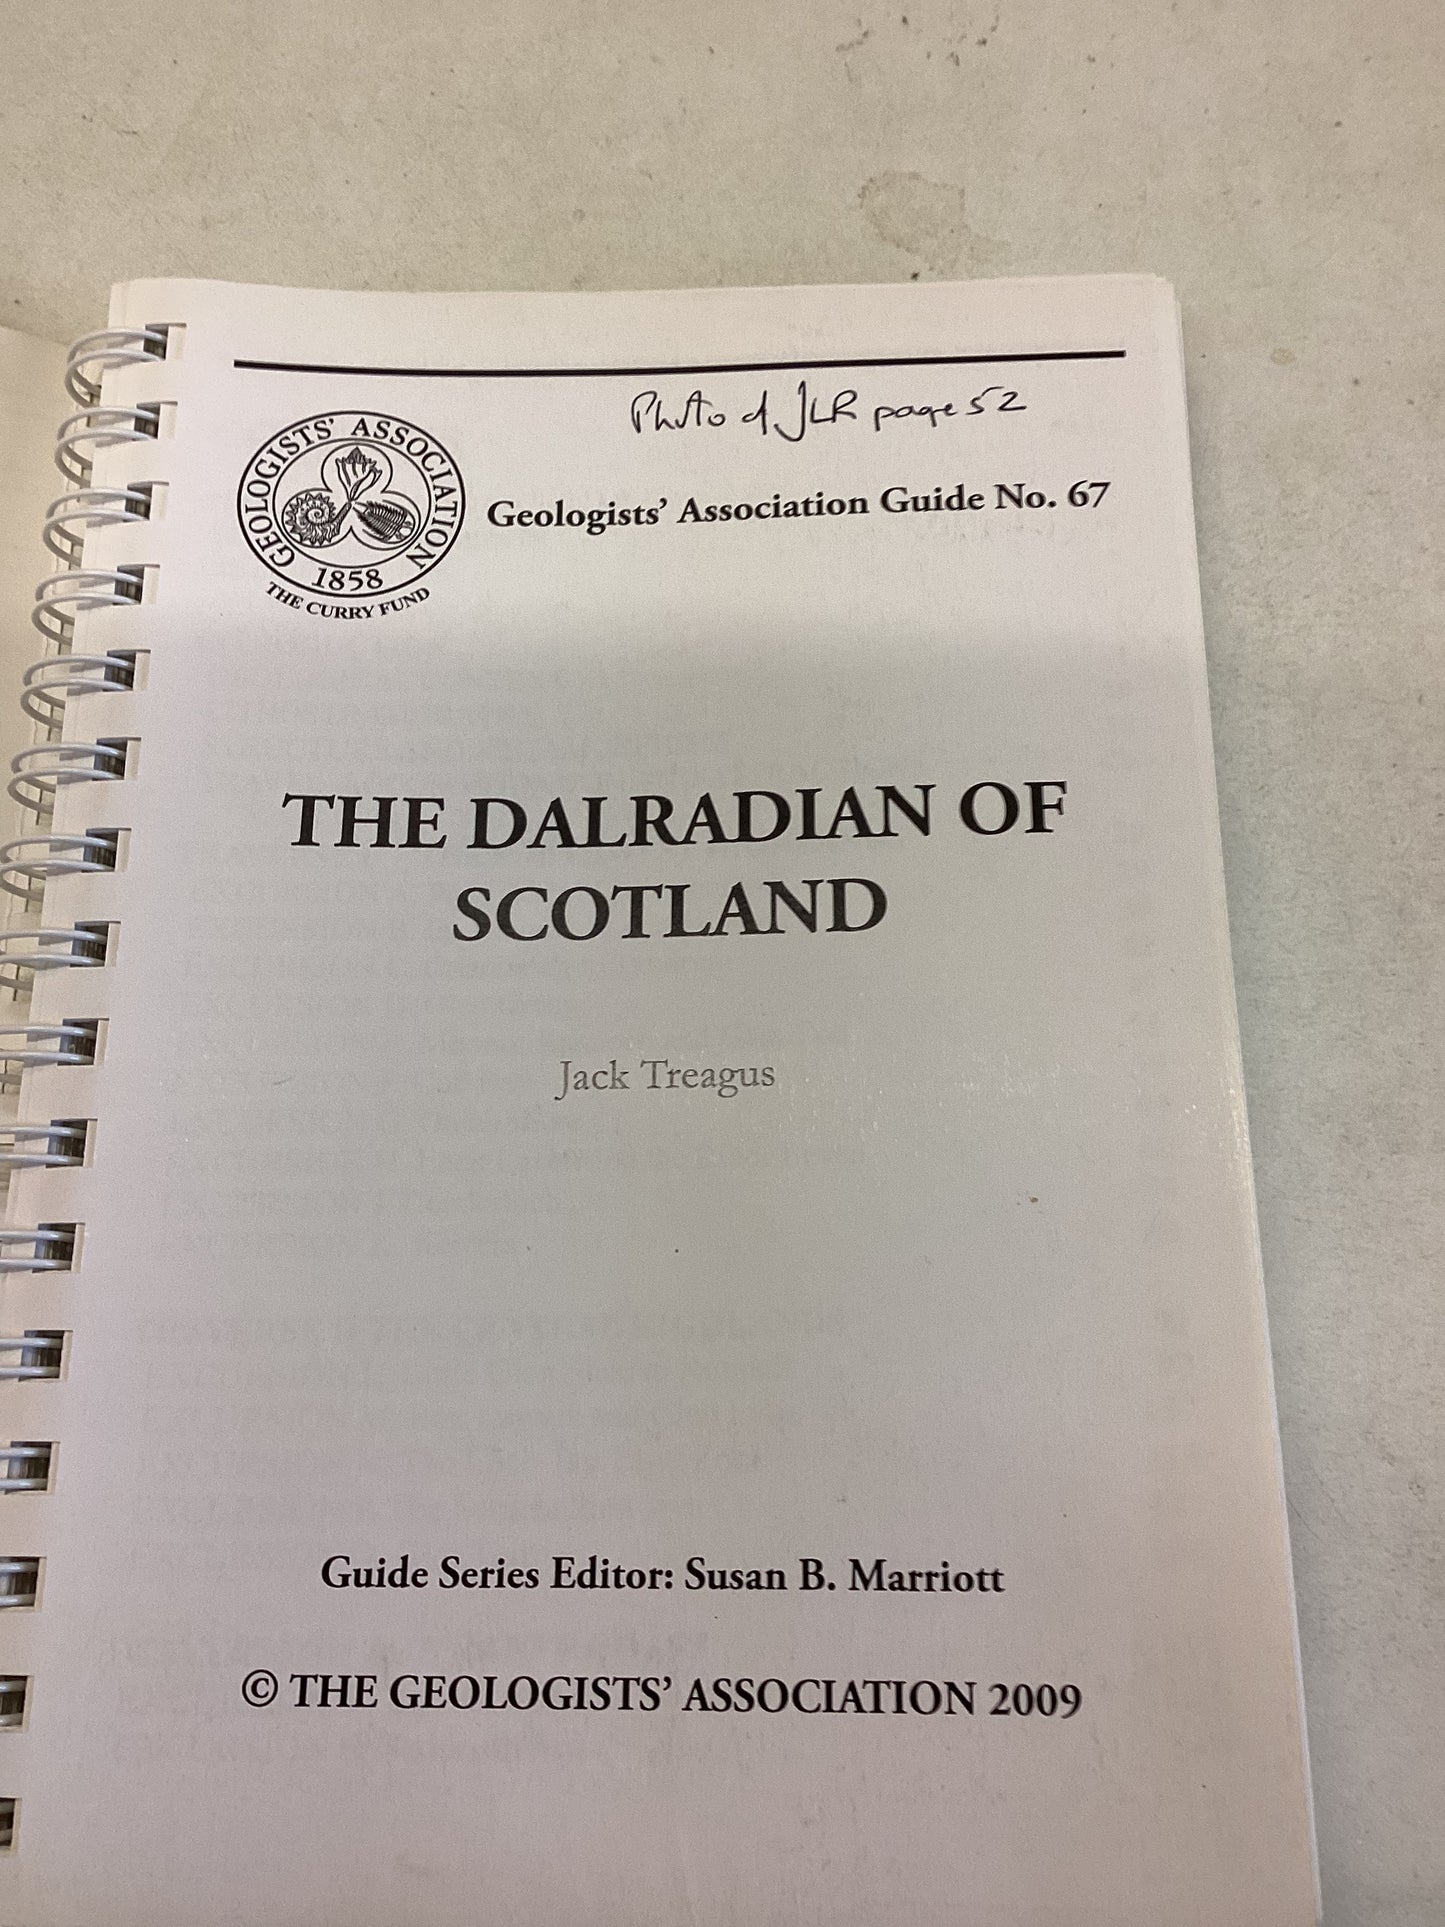 Photo of JLR page 52
GEOLOGISTS' ASSOCIATION
1858
THE CURRY FUND
Geologists' Association Guide No. 67
THE DALRADIAN OF
SCOTLAND
Jack Treagus
Guide Series Editor: Susan B. Marriott
© THE GEOLOGISTS' ASSOCIATION 2009